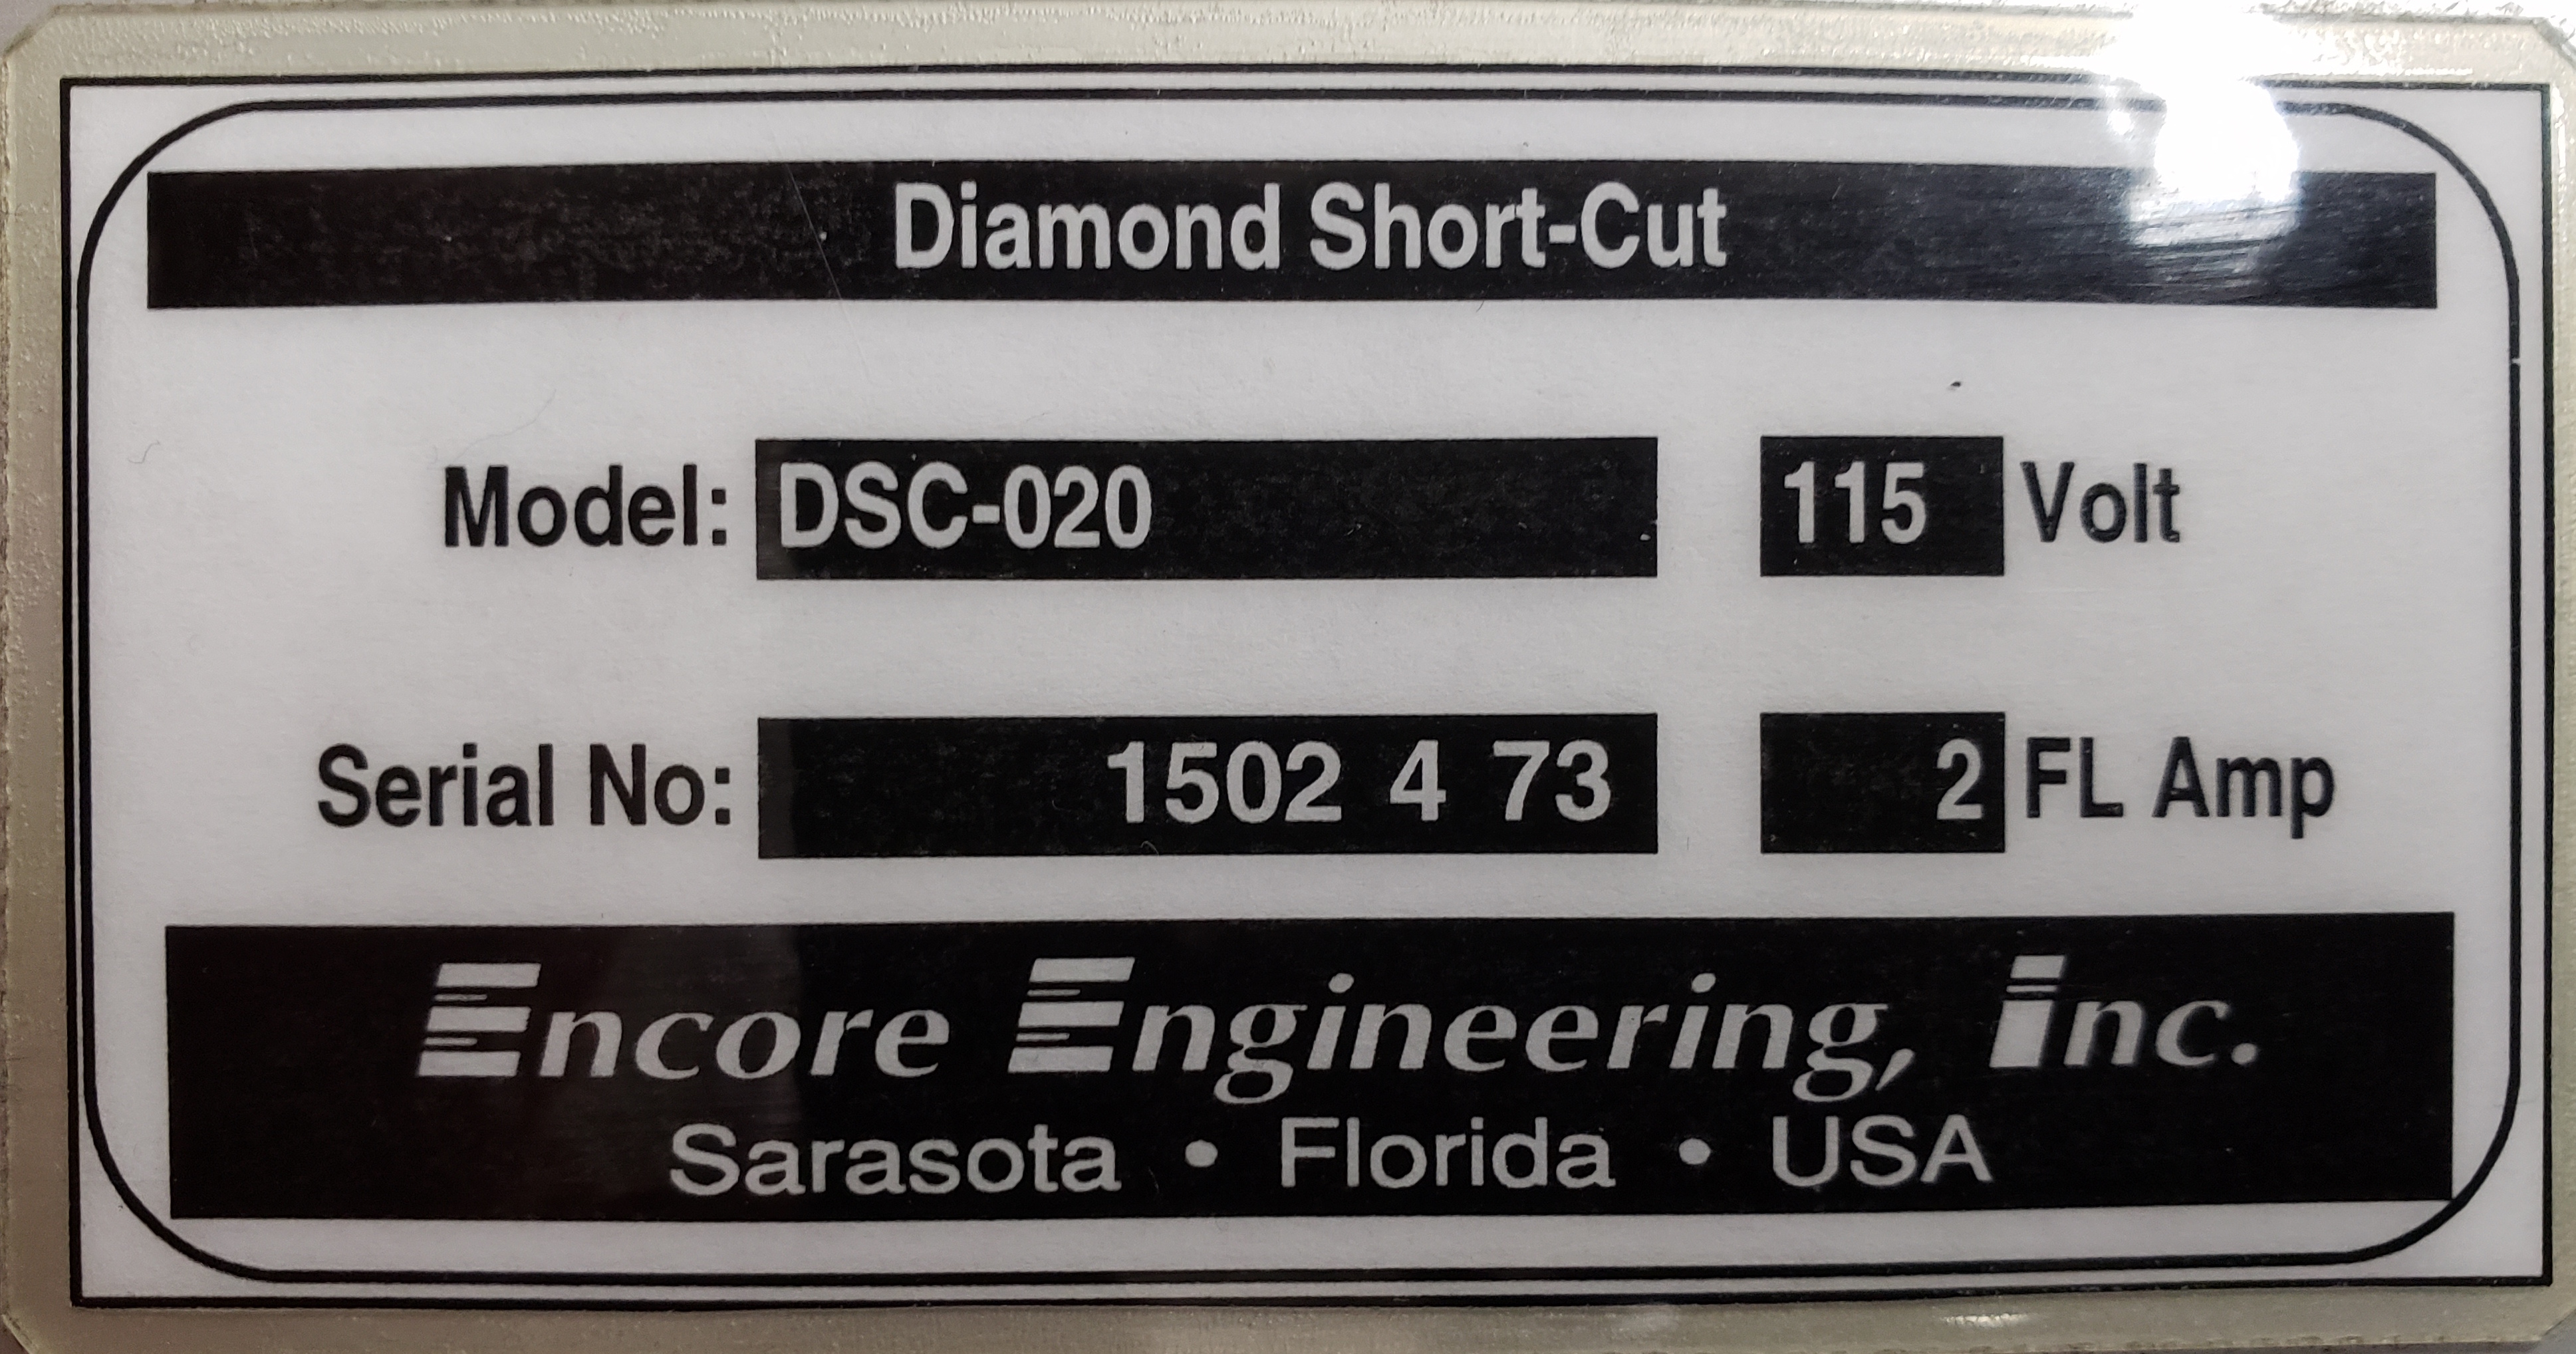 Diamond Short-Cut
Model: DSC-020 115 Volt
Serial No: 1502 4 73 2 FL Amp
Encore Engineering, inc.
Sarasota • Florida • USA